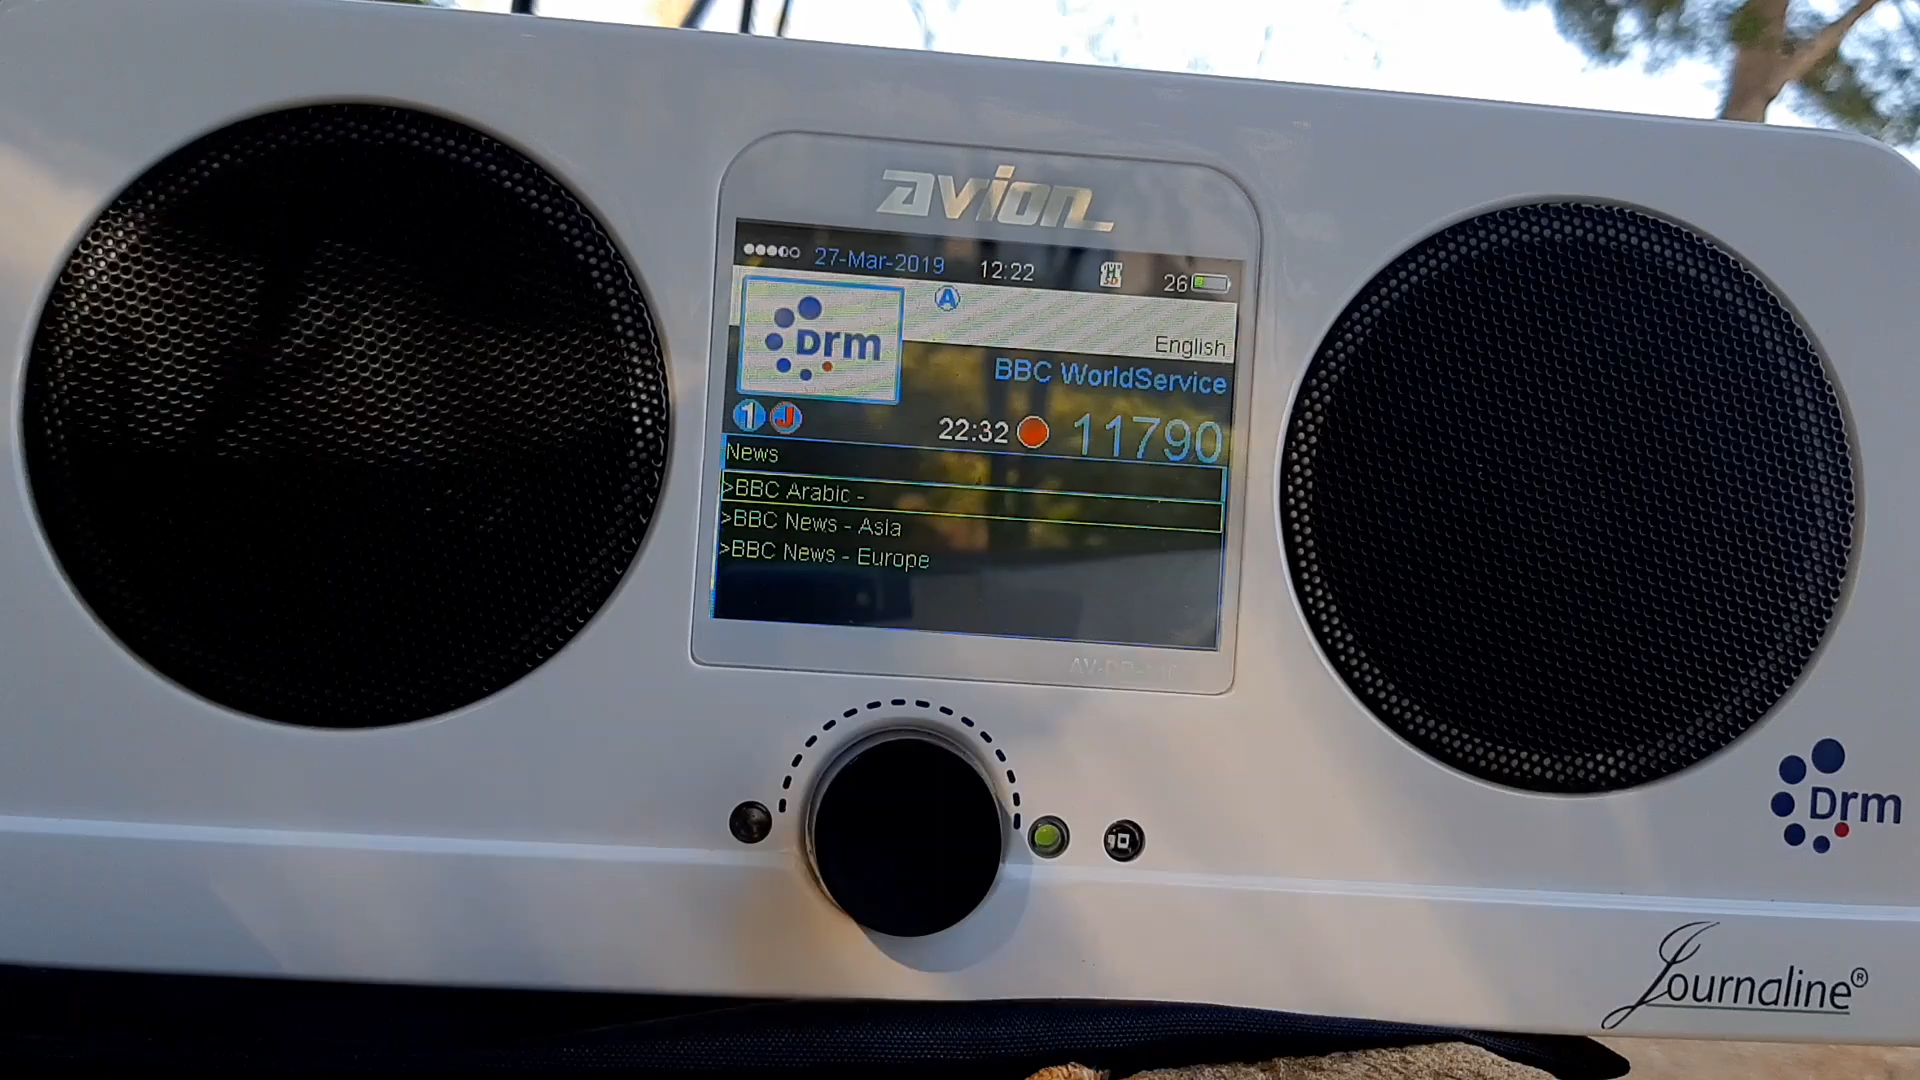 avion
27-Mar-2019 12:22 26
A
Drm
English
BBC WorldService
1 J 22:32 11790
News
>BBC Arabic -
>BBC News - Asia
>BBC News - Europe
Drm
Journaline®